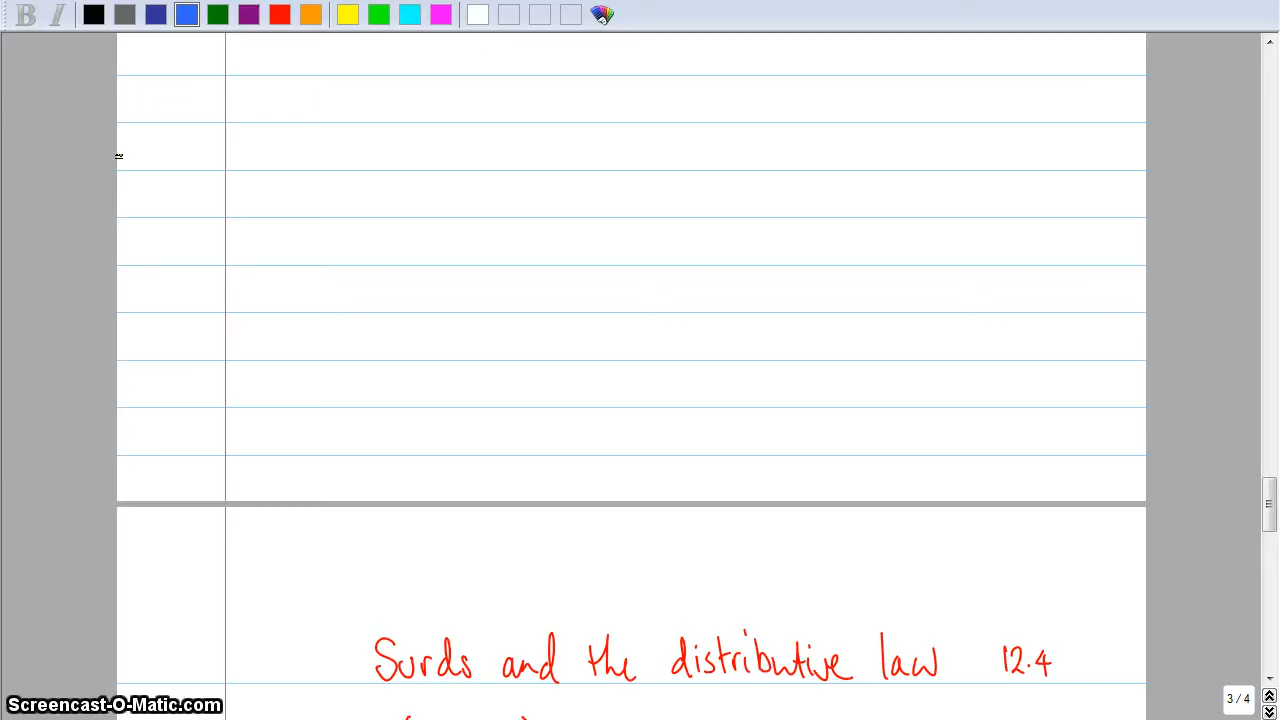 B I
Surds and the distributive law 12.4
3 / 4
Screencast-O-Matic.com